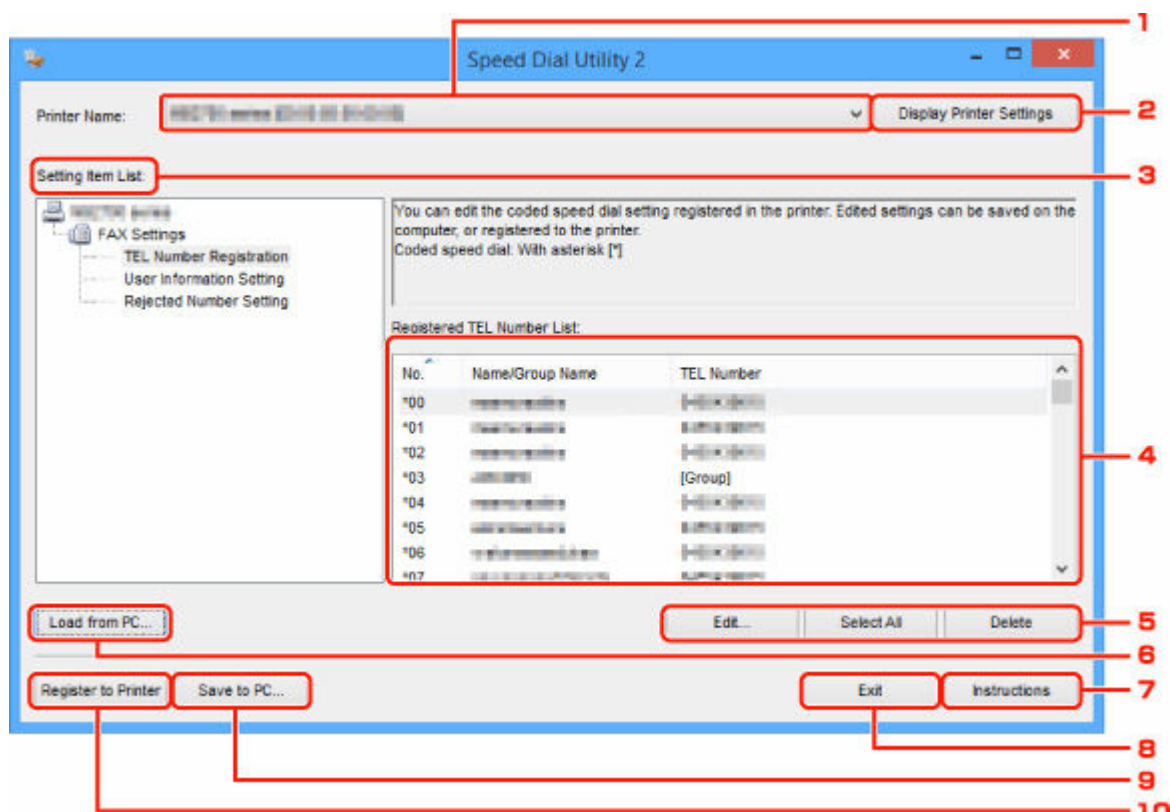 1
Speed Dial Utility 2
Printer Name:
Display Printer Settings
2
Setting Item List:
3
FAX Settings
TEL Number Registration
User Information Setting
Rejected Number Setting
You can edit the coded speed dial setting registered in the printer. Edited settings can be saved on the
computer, or registered to the printer.
Coded speed dial: With asterisk [*]
Registered TEL Number List:
No. Name/Group Name TEL Number
*00
*01
*02
*03 [Group]
*04
*05
*06
*07
4
Load from PC...
Edit... Select All Delete
5
6
Register to Printer Save to PC... Exit Instructions
7
8
9
10